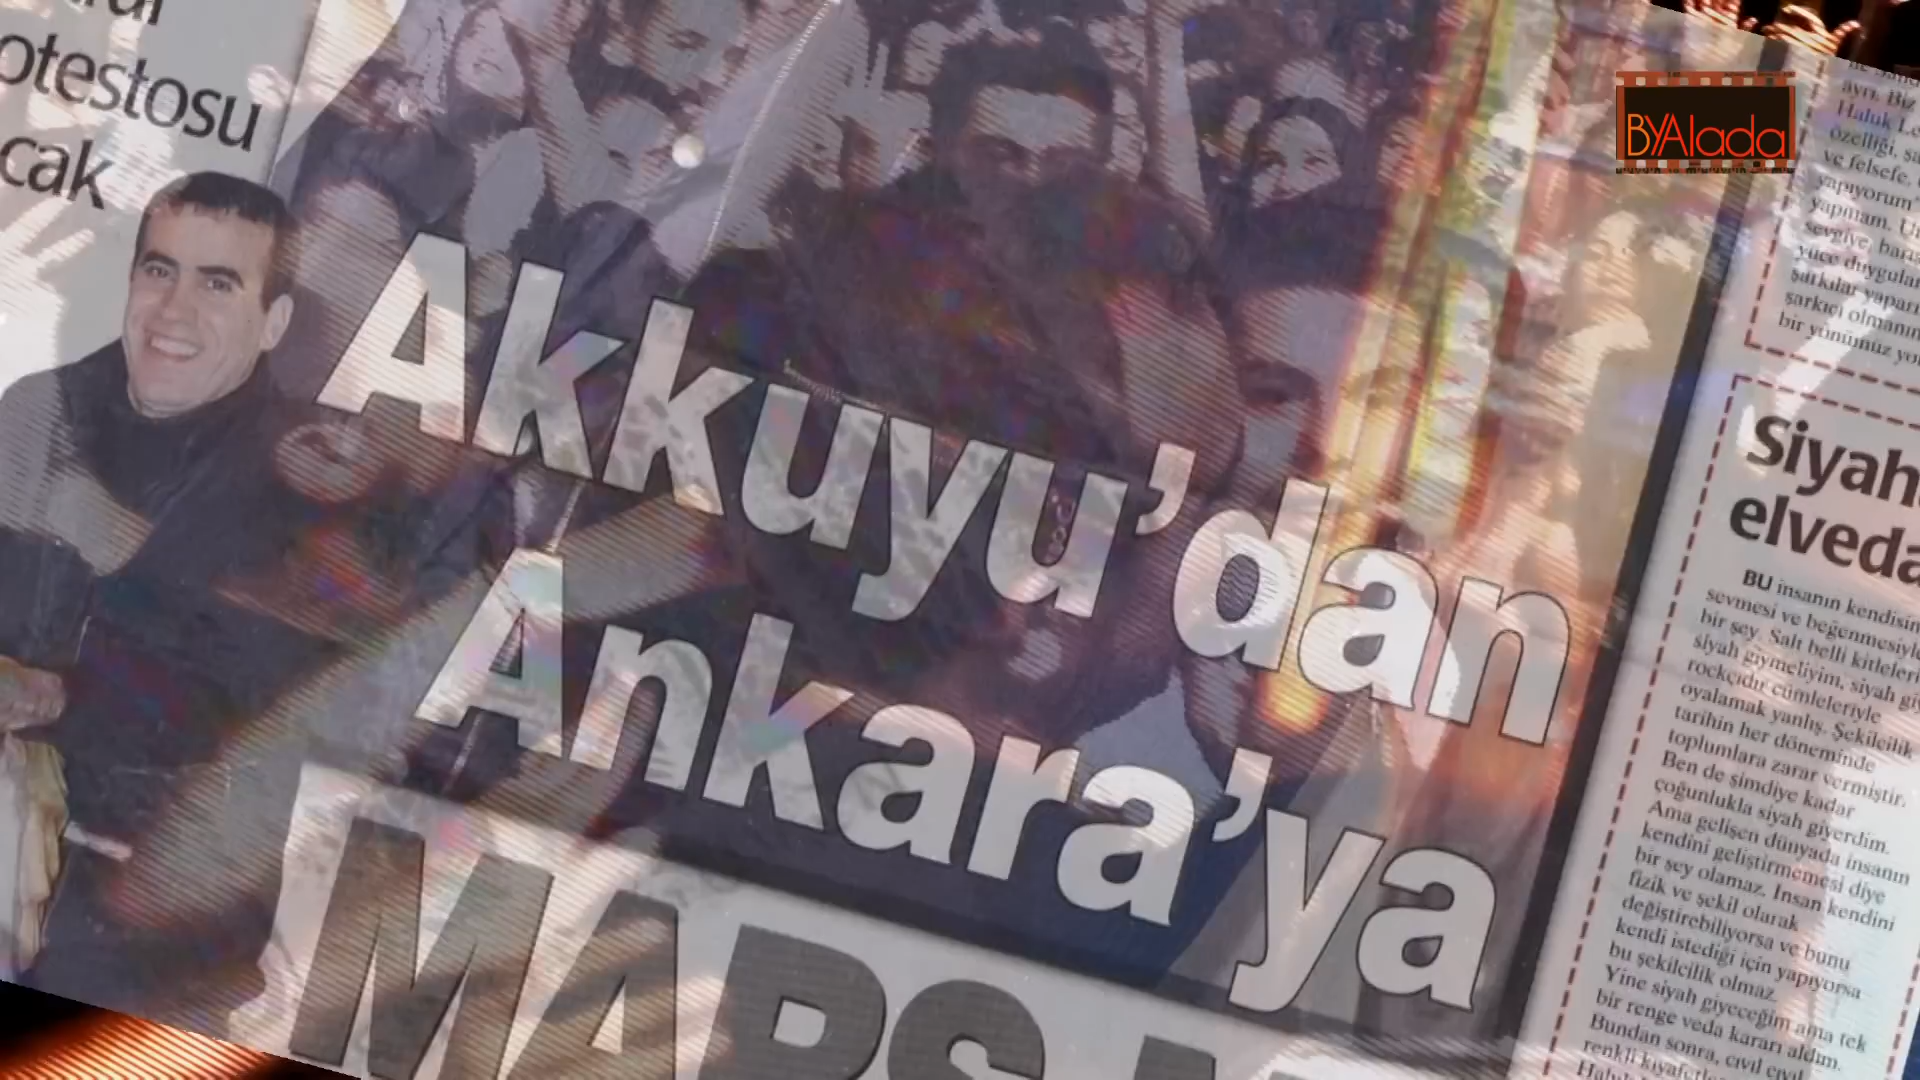 otestosu
cak
Akkuyu’dan
Ankara’ya
BYAlada
ayrı. Biz
Haluk Le
özelliği,
ve felsefe,
yapıyorum’
yapmam.
sevgiye,
yüce duygular
şarkılar
şarkıcı olmanın
bir yönümüz
Siyah
elveda
BU insanın kendisin
sevmesi ve beğenmesiyle
bir şey. Salt belli kitleleri
siyah giymeliyim, siyah
rockçıdır cümleleriyle
oyalamak yanlış. Şekilcilik
tarihin her döneminde
toplumlara zarar vermiştir.
Ben de şimdiye kadar
çoğunlukla siyah giyerdim.
Ama gelişen dünyada insanın
kendini geliştirmemesi diye
bir şey olamaz. İnsan kendini
fizik ve şekil olarak
değiştirebiliyorsa ve bunu
kendi istediği için yapıyorsa
bu şekilcilik olmaz.
Yine siyah giyeceğim ama tek
bir renge veda kararı aldım.
Bundan sonra, cıvıl cıvıl
renkli